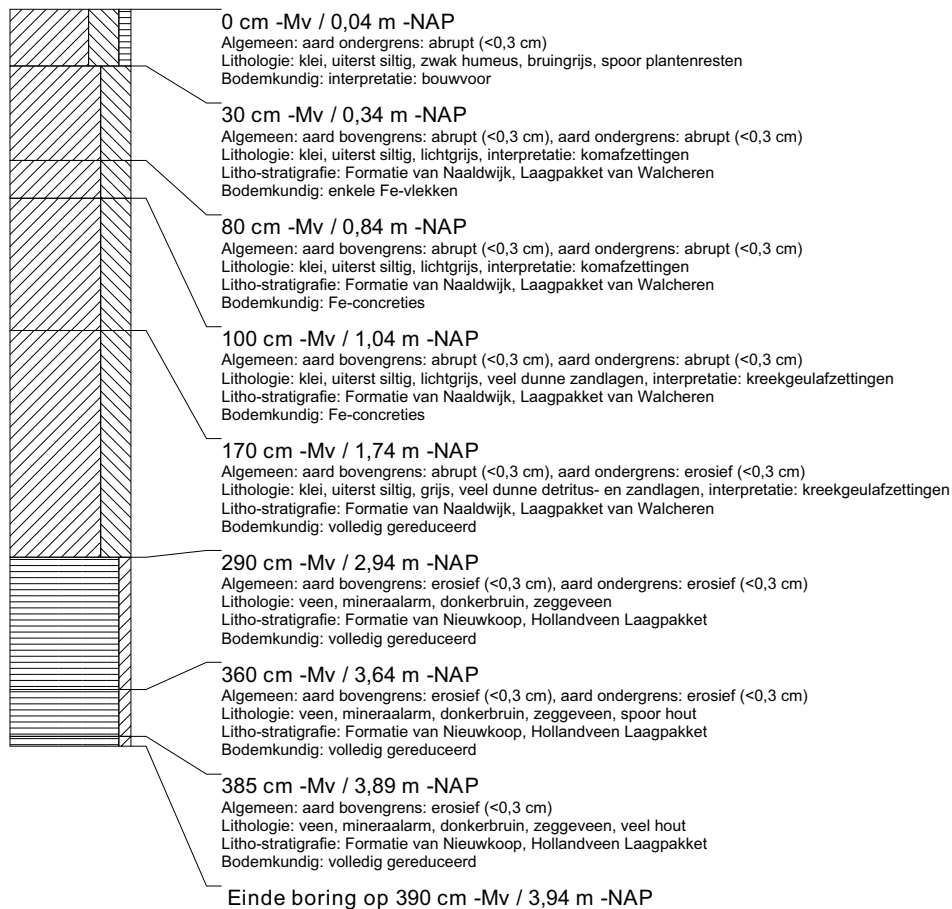 0 cm -Mv / 0,04 m -NAP
Algemeen: aard ondergrens: abrupt (<0,3 cm)
Lithologie: klei, uiterst siltig, zwak humeus, bruingrijs, spoor plantenresten
Bodemkundig: interpretatie: bouwvoor
30 cm -Mv / 0,34 m -NAP
Algemeen: aard bovengrens: abrupt (<0,3 cm), aard ondergrens: abrupt (<0,3 cm)
Lithologie: klei, uiterst siltig, lichtgrijs, interpretatie: komafzettingen
Litho-stratigrafie: Formatie van Naaldwijk, Laagpakket van Walcheren
Bodemkundig: enkele Fe-vlekken
80 cm -Mv / 0,84 m -NAP
Algemeen: aard bovengrens: abrupt (<0,3 cm), aard ondergrens: abrupt (<0,3 cm)
Lithologie: klei, uiterst siltig, lichtgrijs, interpretatie: komafzettingen
Litho-stratigrafie: Formatie van Naaldwijk, Laagpakket van Walcheren
Bodemkundig: Fe-concreties
100 cm -Mv / 1,04 m -NAP
Algemeen: aard bovengrens: abrupt (<0,3 cm), aard ondergrens: abrupt (<0,3 cm)
Lithologie: klei, uiterst siltig, lichtgrijs, veel dunne zandlagen, interpretatie: kreekgeulafzettingen
Litho-stratigrafie: Formatie van Naaldwijk, Laagpakket van Walcheren
Bodemkundig: Fe-concreties
170 cm -Mv / 1,74 m -NAP
Algemeen: aard bovengrens: abrupt (<0,3 cm), aard ondergrens: erosief (<0,3 cm)
Lithologie: klei, uiterst siltig, grijs, veel dunne detritus- en zandlagen, interpretatie: kreekgeulafzettingen
Litho-stratigrafie: Formatie van Naaldwijk, Laagpakket van Walcheren
Bodemkundig: volledig gereduceerd
290 cm -Mv / 2,94 m -NAP
Algemeen: aard bovengrens: erosief (<0,3 cm), aard ondergrens: erosief (<0,3 cm)
Lithologie: veen, mineraalarm, donkerbruin, zeggeveen
Litho-stratigrafie: Formatie van Nieuwkoop, Hollandveen Laagpakket
Bodemkundig: volledig gereduceerd
360 cm -Mv / 3,64 m -NAP
Algemeen: aard bovengrens: erosief (<0,3 cm), aard ondergrens: erosief (<0,3 cm)
Lithologie: veen, mineraalarm, donkerbruin, zeggeveen, spoor hout
Litho-stratigrafie: Formatie van Nieuwkoop, Hollandveen Laagpakket
Bodemkundig: volledig gereduceerd
385 cm -Mv / 3,89 m -NAP
Algemeen: aard bovengrens: erosief (<0,3 cm)
Lithologie: veen, mineraalarm, donkerbruin, zeggeveen, veel hout
Litho-stratigrafie: Formatie van Nieuwkoop, Hollandveen Laagpakket
Bodemkundig: volledig gereduceerd
Einde boring op 390 cm -Mv / 3,94 m -NAP